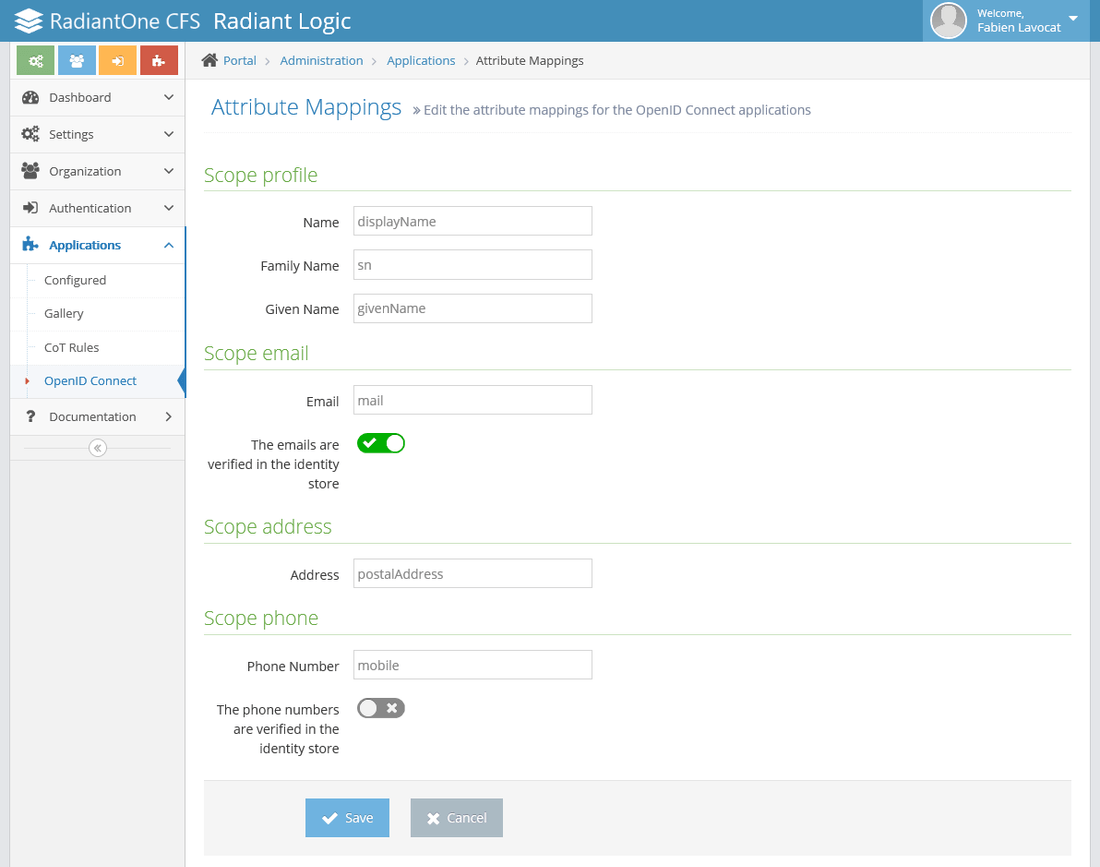 RadiantOne CFS Radiant Logic
Welcome,
Fabien Lavocat
Portal > Administration > Applications > Attribute Mappings
Dashboard
Settings
Organization
Authentication
Applications
Configured
Gallery
CoT Rules
OpenID Connect
? Documentation
Attribute Mappings » Edit the attribute mappings for the OpenID Connect applications
Scope profile
Name displayName
Family Name sn
Given Name givenName
Scope email
Email mail
The emails are
verified in the identity
store
Scope address
Address postalAddress
Scope phone
Phone Number mobile
The phone numbers
are verified in the
identity store
Save Cancel